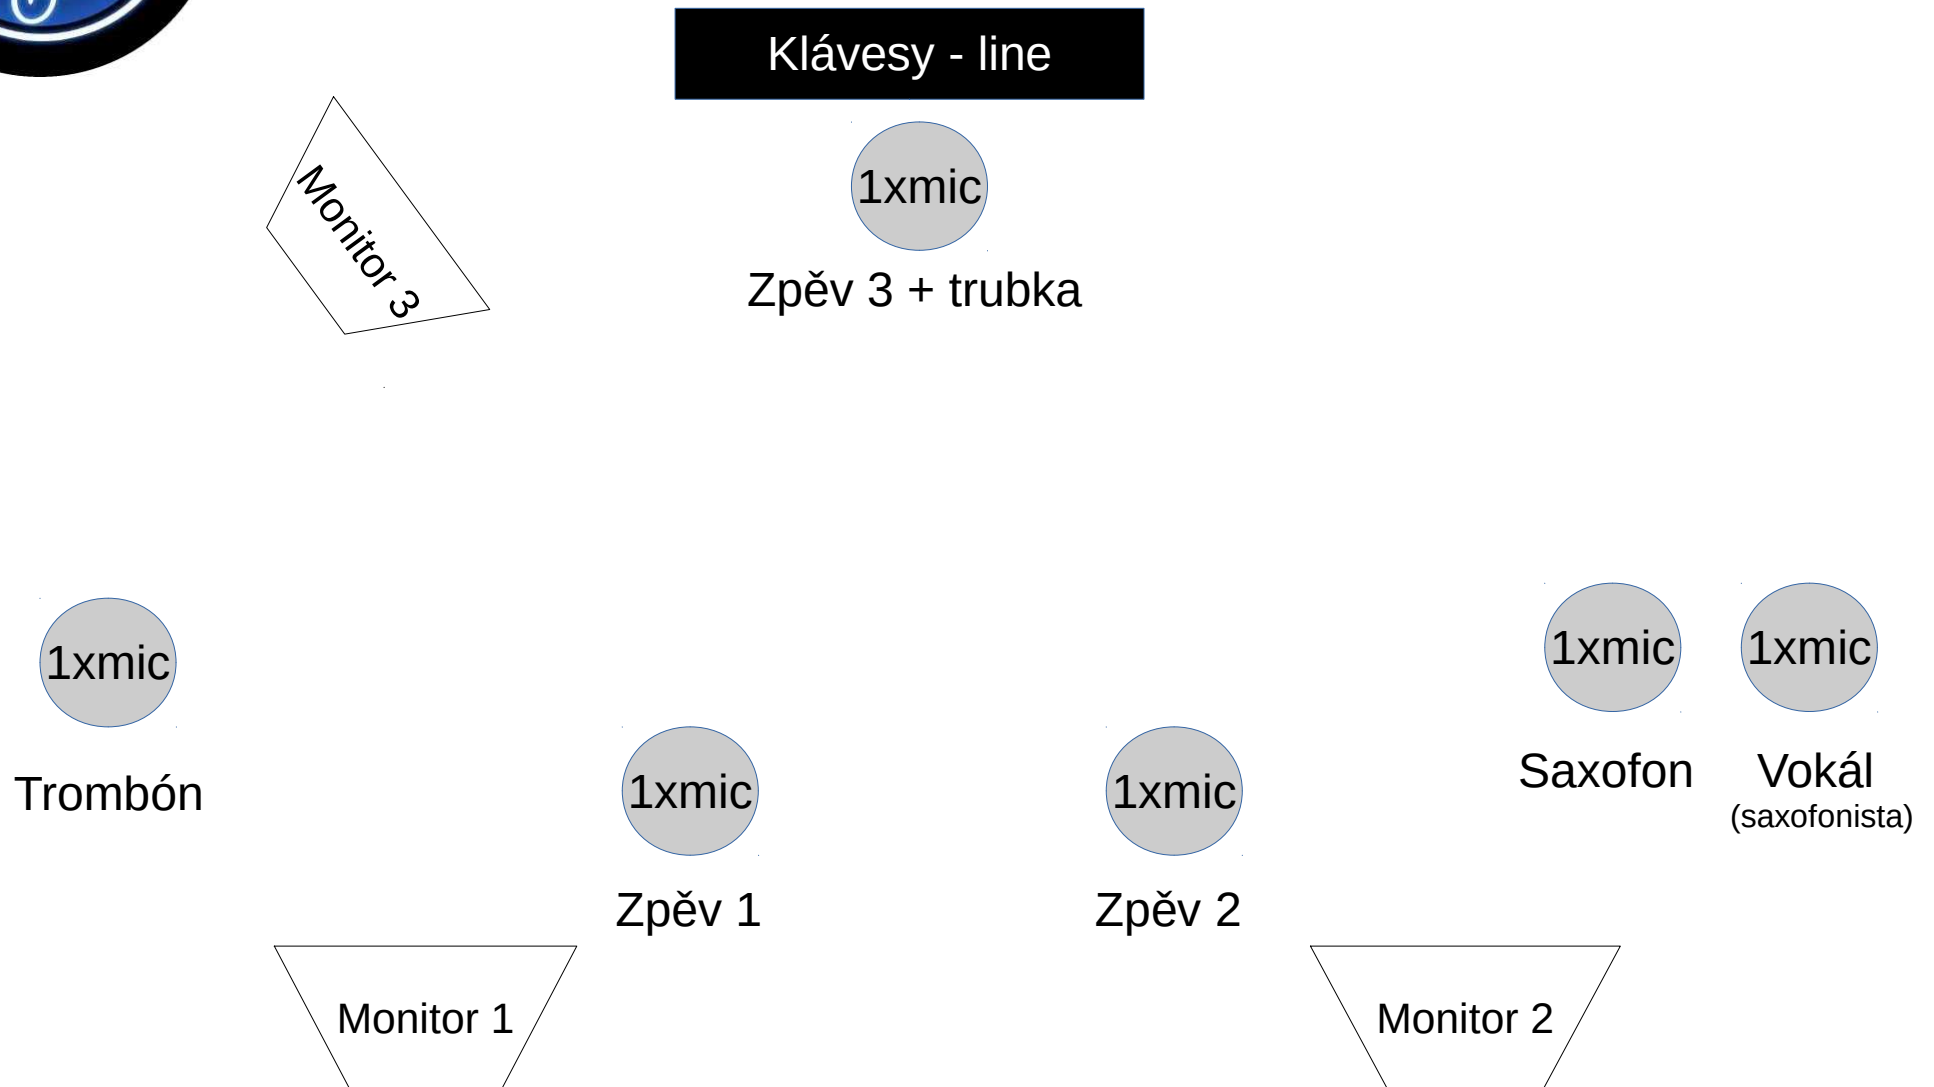 Klávesy - line
1xmic
Monitor 3
Zpěv 3 + trubka
1xmic
1xmic
1xmic
Trombón
1xmic
1xmic
Saxofon
Vokál
(saxofonista)
Zpěv 1
Zpěv 2
Monitor 1
Monitor 2